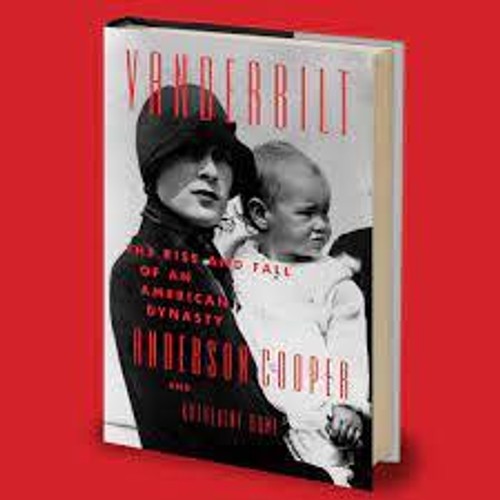 VANDERBILT
THE RISE AND FALL
OF AN
AMERICAN
DYNASTY
ANDERSON COOPER
AND
KATHERINE HOWE